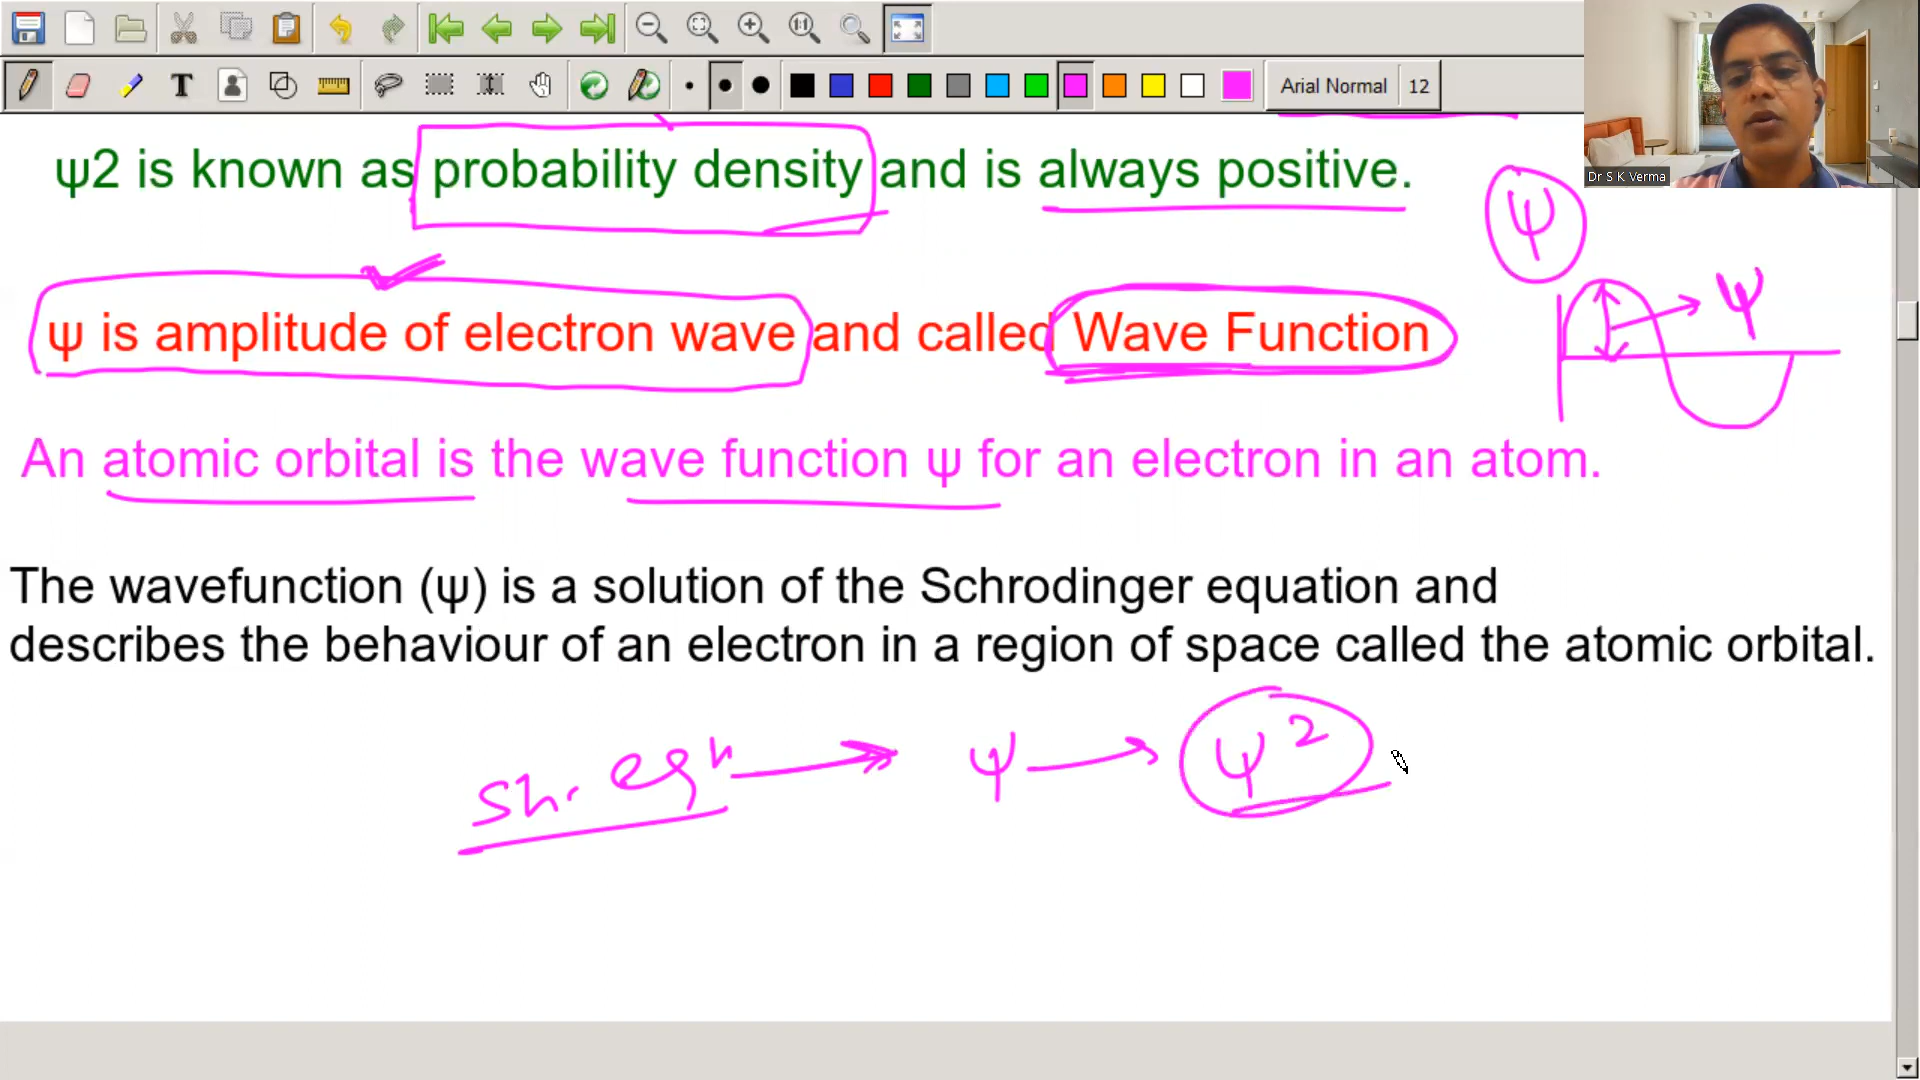 Arial Normal 12
Dr S K Verma
ψ2 is known as probability density and is always positive.
ψ
ψ is amplitude of electron wave and called Wave Function
ψ
An atomic orbital is the wave function ψ for an electron in an atom.
The wavefunction (ψ) is a solution of the Schrodinger equation and
describes the behaviour of an electron in a region of space called the atomic orbital.
Sh. eqn → ψ → ψ²